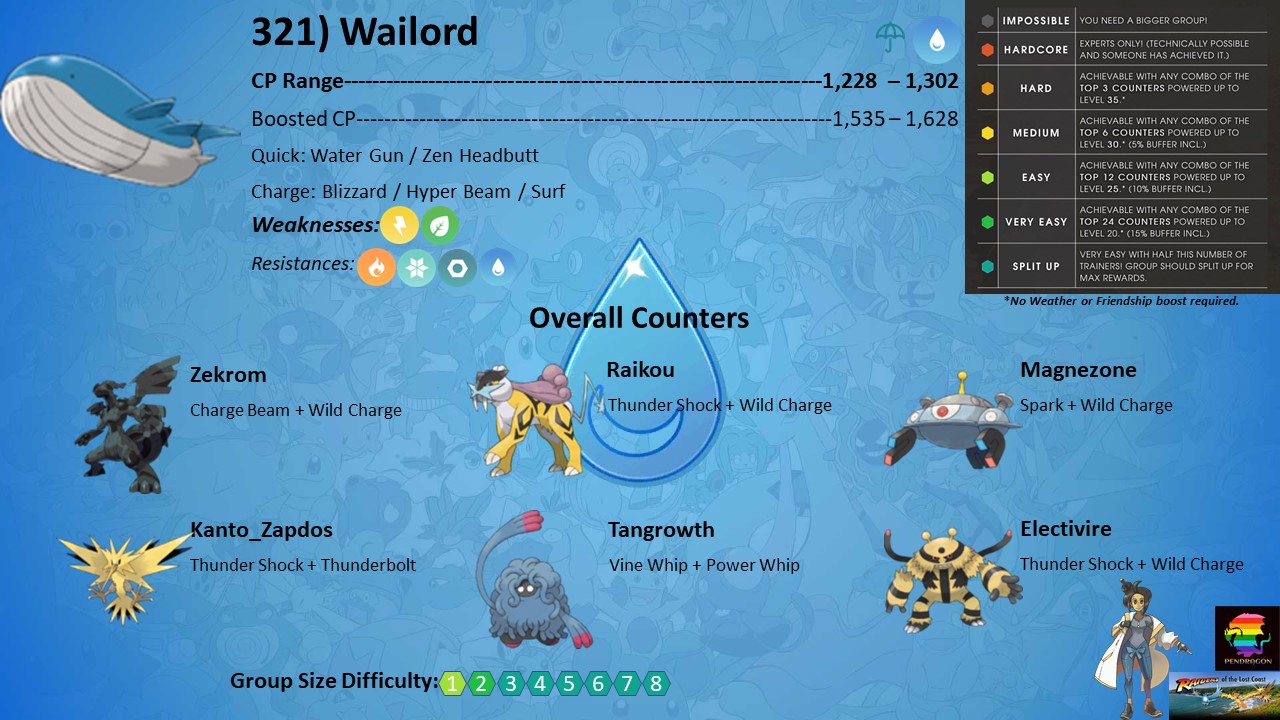 321) Wailord
CP Range------------------------------------------------------------------------1,228 – 1,302
Boosted CP------------------------------------------------------------------------1,535 – 1,628
Quick: Water Gun / Zen Headbutt
Charge: Blizzard / Hyper Beam / Surf
Weaknesses:
Resistances:
IMPOSSIBLE YOU NEED A BIGGER GROUP!
HARDCORE EXPERTS ONLY! (TECHNICALLY POSSIBLE
AND SOMEONE HAS ACHIEVED IT.)
HARD ACHIEVABLE WITH ANY COMBO OF THE
TOP 3 COUNTERS POWERED UP TO
LEVEL 35.*
MEDIUM ACHIEVABLE WITH ANY COMBO OF THE
TOP 6 COUNTERS POWERED UP TO
LEVEL 30.* (5% BUFFER INCL.)
EASY ACHIEVABLE WITH ANY COMBO OF THE
TOP 12 COUNTERS POWERED UP TO
LEVEL 25.* (10% BUFFER INCL.)
VERY EASY ACHIEVABLE WITH ANY COMBO OF THE
TOP 24 COUNTERS POWERED UP TO
LEVEL 20.* (15% BUFFER INCL.)
SPLIT UP VERY EASY WITH HALF THIS NUMBER OF
TRAINERS! GROUP SHOULD SPLIT UP FOR
MAX REWARDS.
*No Weather or Friendship boost required.
Overall Counters
Zekrom
Charge Beam + Wild Charge
Raikou
Thunder Shock + Wild Charge
Magnezone
Spark + Wild Charge
Kanto_Zapdos
Thunder Shock + Thunderbolt
Tangrowth
Vine Whip + Power Whip
Electivire
Thunder Shock + Wild Charge
Group Size Difficulty: 1 2 3 4 5 6 7 8
PENDRAGON
RAIDERS of the Lost Coast